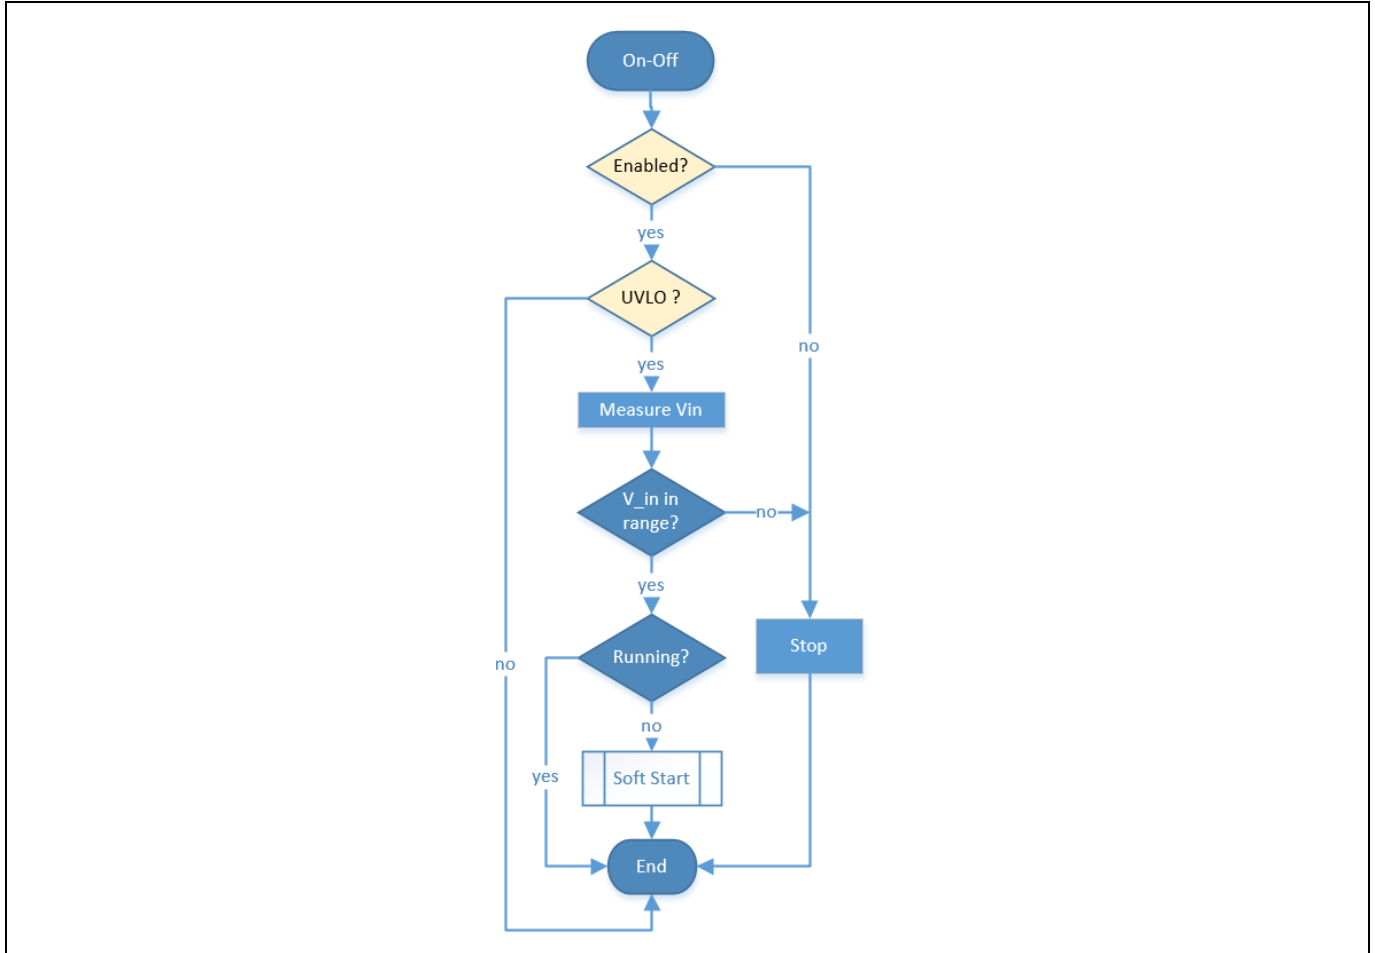 On-Off
Enabled?
yes
UVLO ?
no
yes
Measure Vin
V_in in
range?
no
yes
no
Running?
Stop
no
yes
Soft Start
End